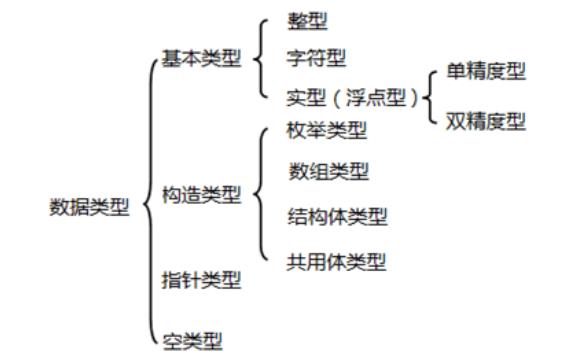 数据类型
基本类型
整型
字符型
实型（浮点型）
单精度型
双精度型
构造类型
枚举类型
数组类型
结构体类型
共用体类型
指针类型
空类型